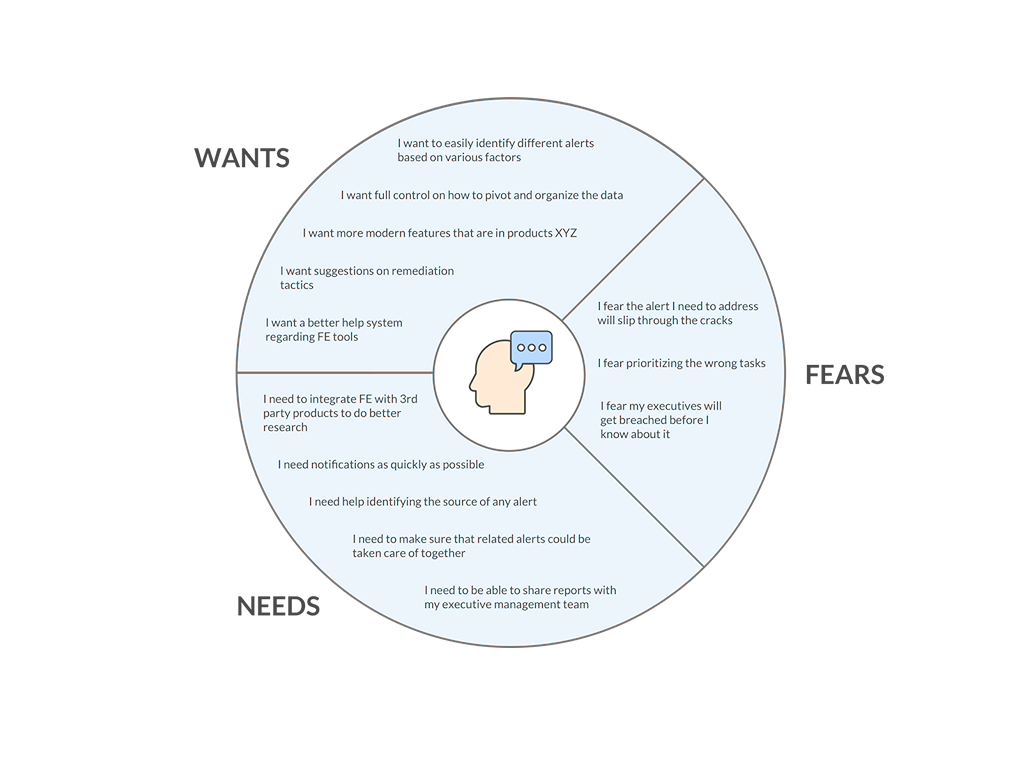 WANTS
I want to easily identify different alerts
based on various factors
I want full control on how to pivot and organize the data
I want more modern features that are in products XYZ
I want suggestions on remediation
tactics
I want a better help system
regarding FE tools
FEARS
I fear the alert I need to address
will slip through the cracks
I fear prioritizing the wrong tasks
I fear my executives will
get breached before I
know about it
NEEDS
I need to integrate FE with 3rd
party products to do better
research
I need notifications as quickly as possible
I need help identifying the source of any alert
I need to make sure that related alerts could be
taken care of together
I need to be able to share reports with
my executive management team